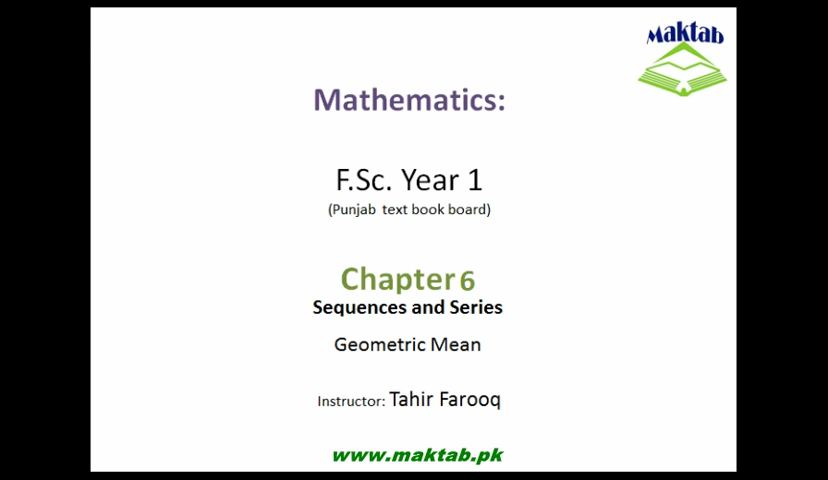 Maktab
Mathematics:
F.Sc. Year 1
(Punjab text book board)
Chapter 6
Sequences and Series
Geometric Mean
Instructor: Tahir Farooq
www.maktab.pk